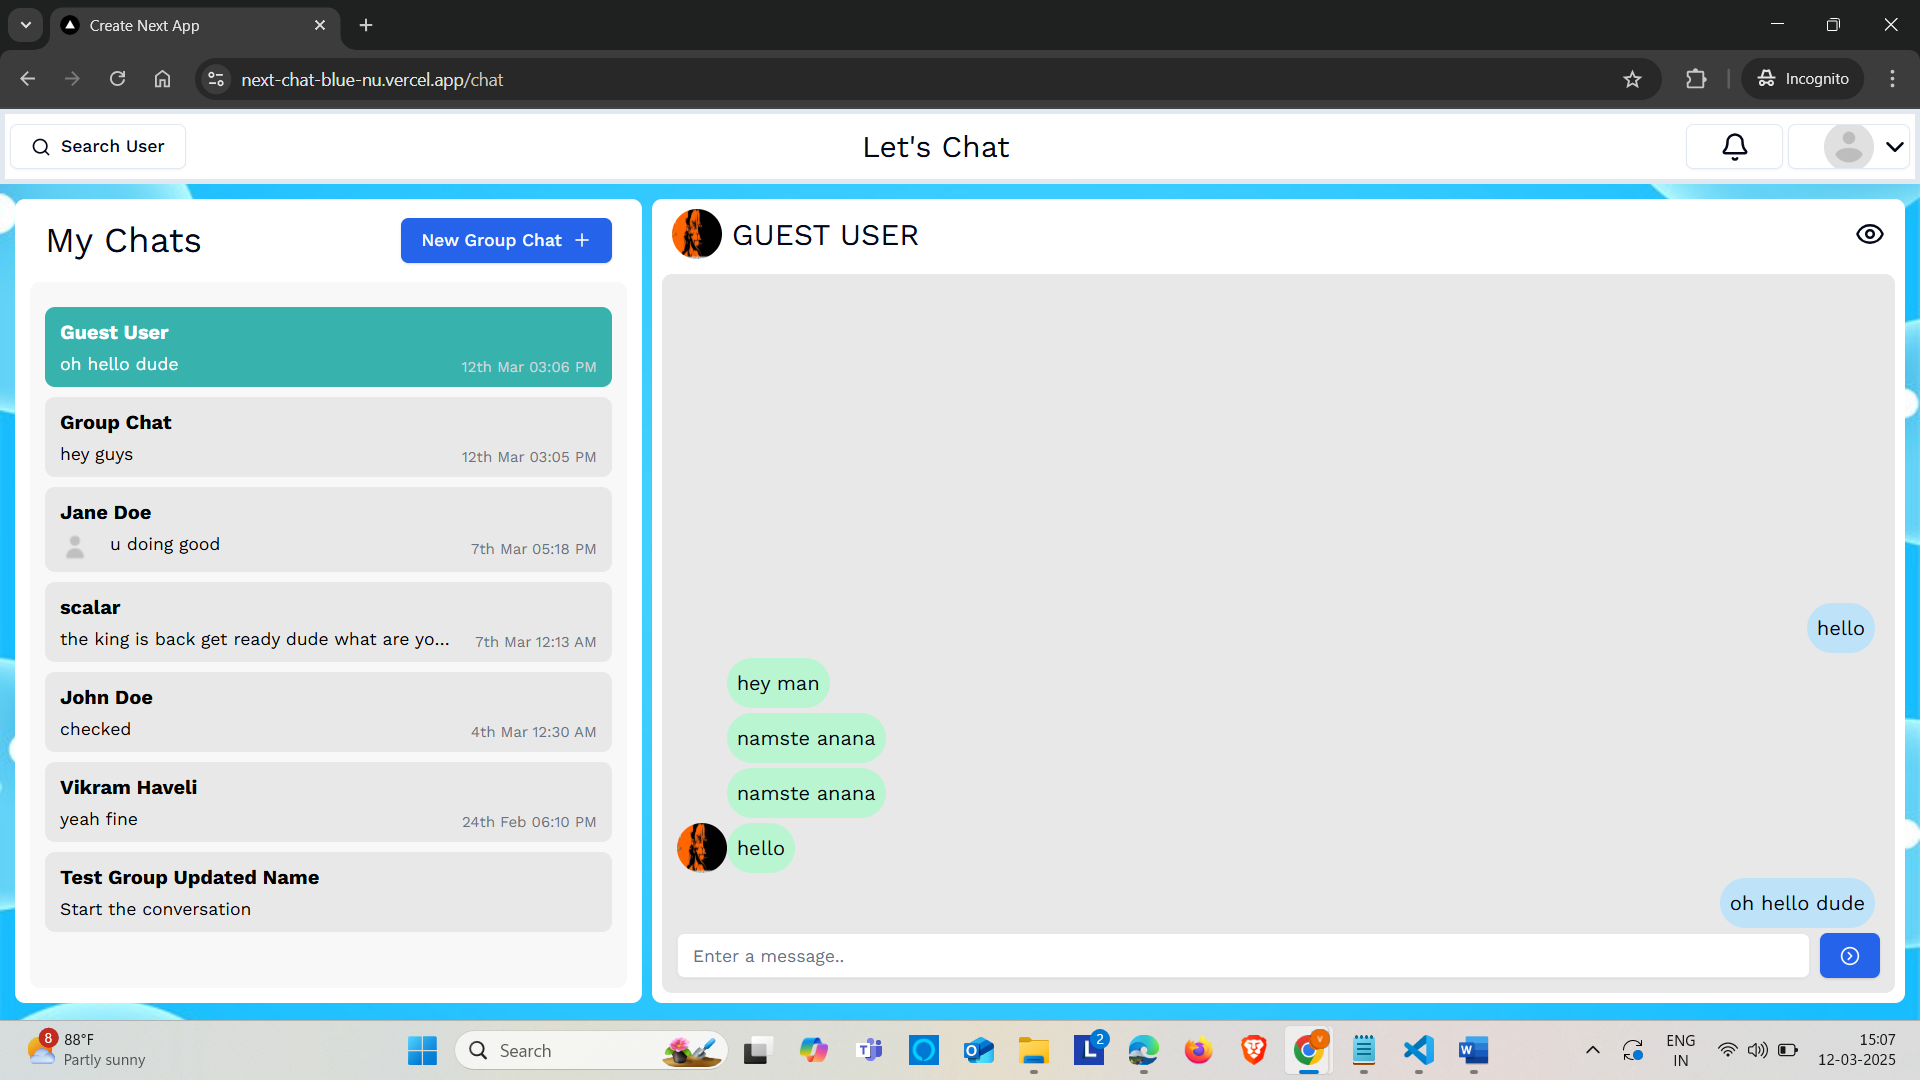 Create Next App
next-chat-blue-nu.vercel.app/chat
Incognito
Search User
Let's Chat
My Chats
New Group Chat +
GUEST USER
Guest User
oh hello dude
12th Mar 03:06 PM
Group Chat
hey guys
12th Mar 03:05 PM
Jane Doe
u doing good
7th Mar 05:18 PM
scalar
the king is back get ready dude what are yo...
7th Mar 12:13 AM
John Doe
checked
4th Mar 12:30 AM
Vikram Haveli
yeah fine
24th Feb 06:10 PM
Test Group Updated Name
Start the conversation
hello
hey man
namste anana
namste anana
hello
oh hello dude
Enter a message..
8
88°F
Partly sunny
Search
L
2
V
W
ENG
IN
15:07
12-03-2025